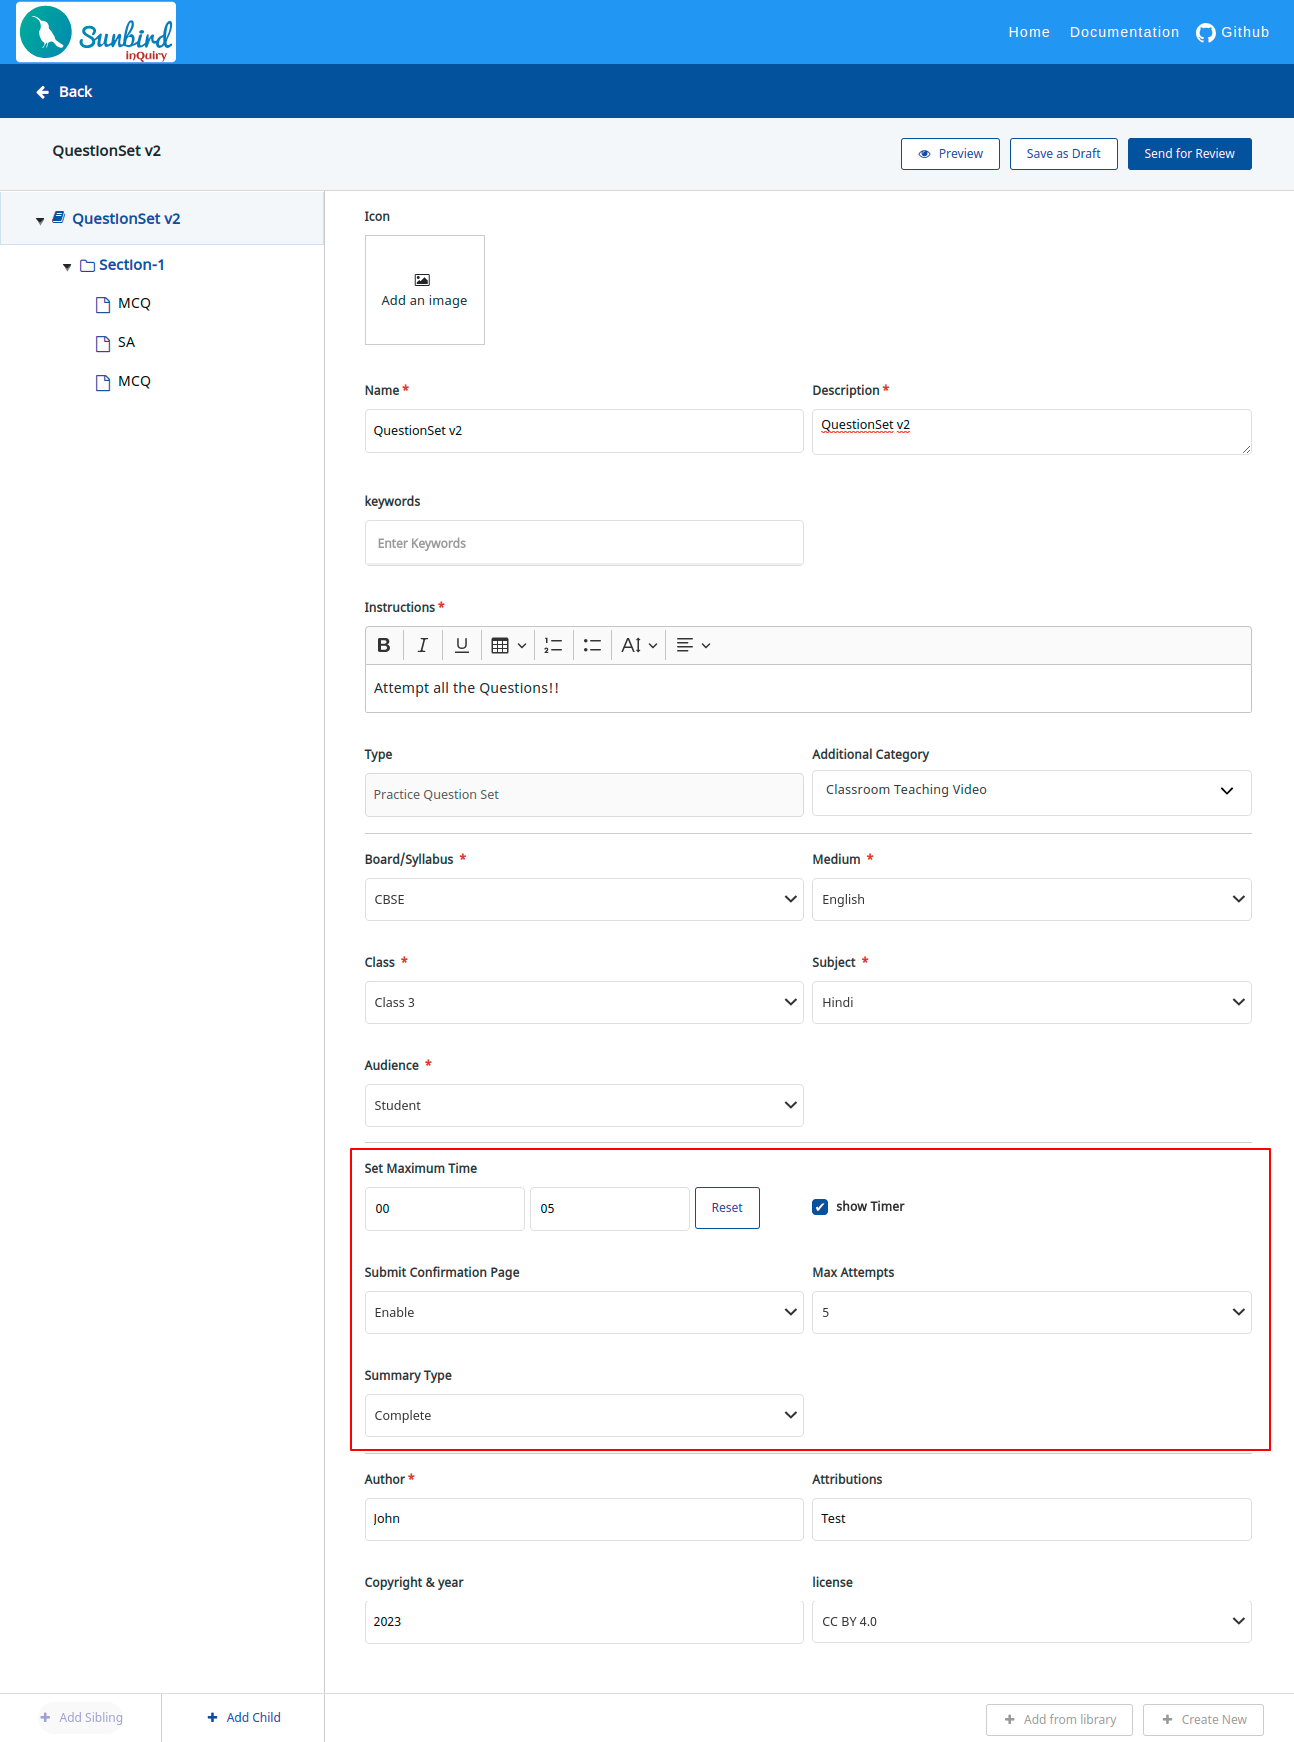 Sunbird
inQuiry
Home Documentation Github
Back
QuestionSet v2
Preview Save as Draft Send for Review
QuestionSet v2
Section-1
MCQ
SA
MCQ
Icon
Add an image
Name * Description *
QuestionSet v2 QuestionSet v2
keywords
Enter Keywords
Instructions *
B I U A
Attempt all the Questions!!
Type Additional Category
Practice Question Set Classroom Teaching Video
Board/Syllabus * Medium *
CBSE English
Class * Subject *
Class 3 Hindi
Audience *
Student
Set Maximum Time
00 05 Reset show Timer
Submit Confirmation Page Max Attempts
Enable 5
Summary Type
Complete
Author * Attributions
John Test
Copyright & year license
2023 CC BY 4.0
+ Add Sibling + Add Child + Add from library + Create New